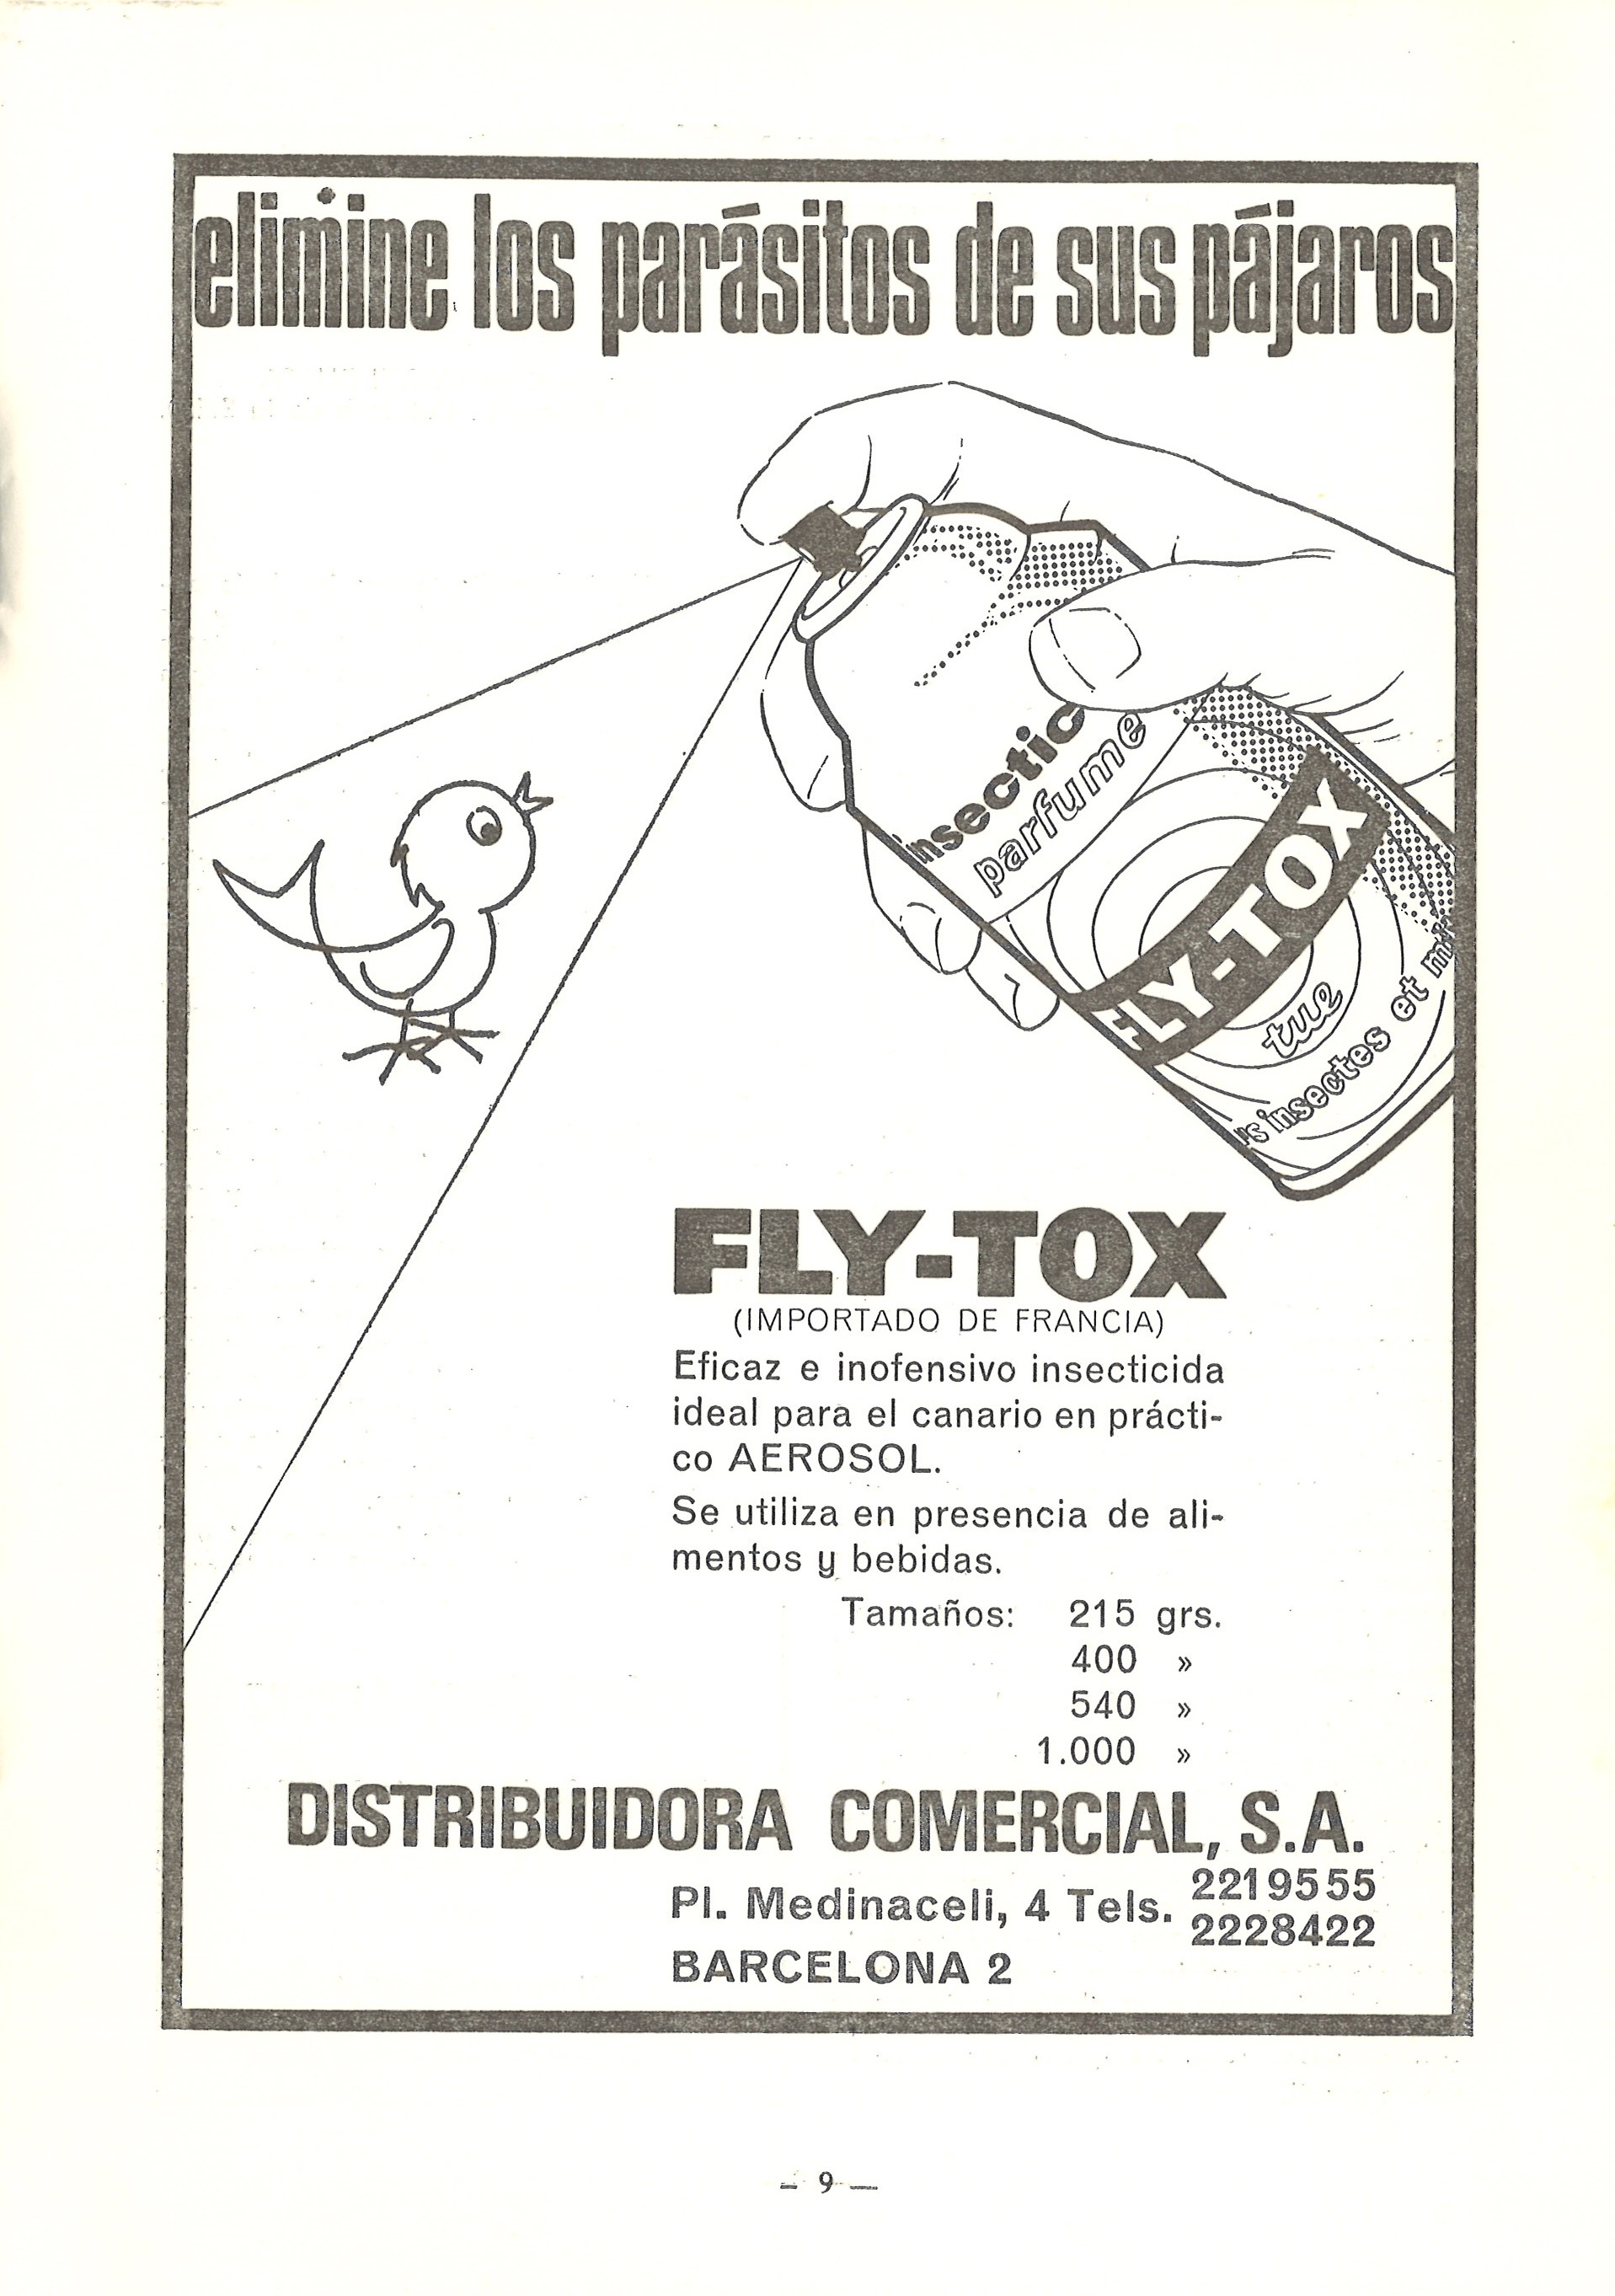 elimine los parásitos de sus pájaros
insectic
parfume
FLY-TOX
tue
insectes et
FLY-TOX
(IMPORTADO DE FRANCIA)
Eficaz e inofensivo insecticida
ideal para el canario en prácti-
co AEROSOL.
Se utiliza en presencia de ali-
mentos y bebidas.
Tamaños: 215 grs.
400 »
540 »
1.000 »
DISTRIBUIDORA COMERCIAL, S.A.
Pl. Medinaceli, 4 Tels. 2219555
2228422
BARCELONA 2
— 9 —